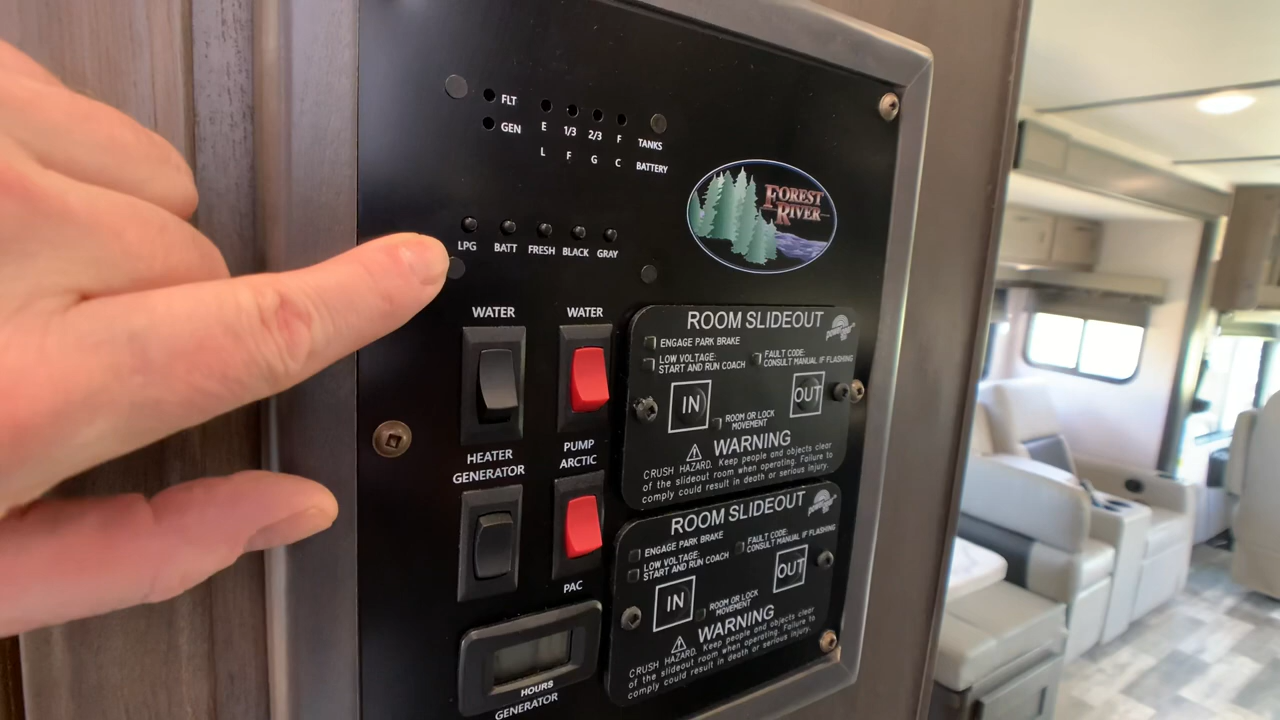 FLT
GEN
E 1/3 2/3 F TANKS
L F G C BATTERY
FOREST
RIVER
LPG BATT FRESH BLACK GRAY
WATER WATER
HEATER
GENERATOR
PUMP
ARCTIC
PAC
HOURS
GENERATOR
ROOM SLIDEOUT
ENGAGE PARK BRAKE
LOW VOLTAGE:
START AND RUN COACH
FAULT CODE:
CONSULT MANUAL IF FLASHING
IN
OUT
ROOM OR LOCK
MOVEMENT
WARNING
CRUSH HAZARD. Keep people and objects clear
of the slideout room when operating. Failure to
comply could result in death or serious injury.
ROOM SLIDEOUT
ENGAGE PARK BRAKE
LOW VOLTAGE:
START AND RUN COACH
FAULT CODE:
CONSULT MANUAL IF FLASHING
IN
OUT
ROOM OR LOCK
MOVEMENT
WARNING
CRUSH HAZARD. Keep people and objects clear
of the slideout room when operating. Failure to
comply could result in death or serious injury.